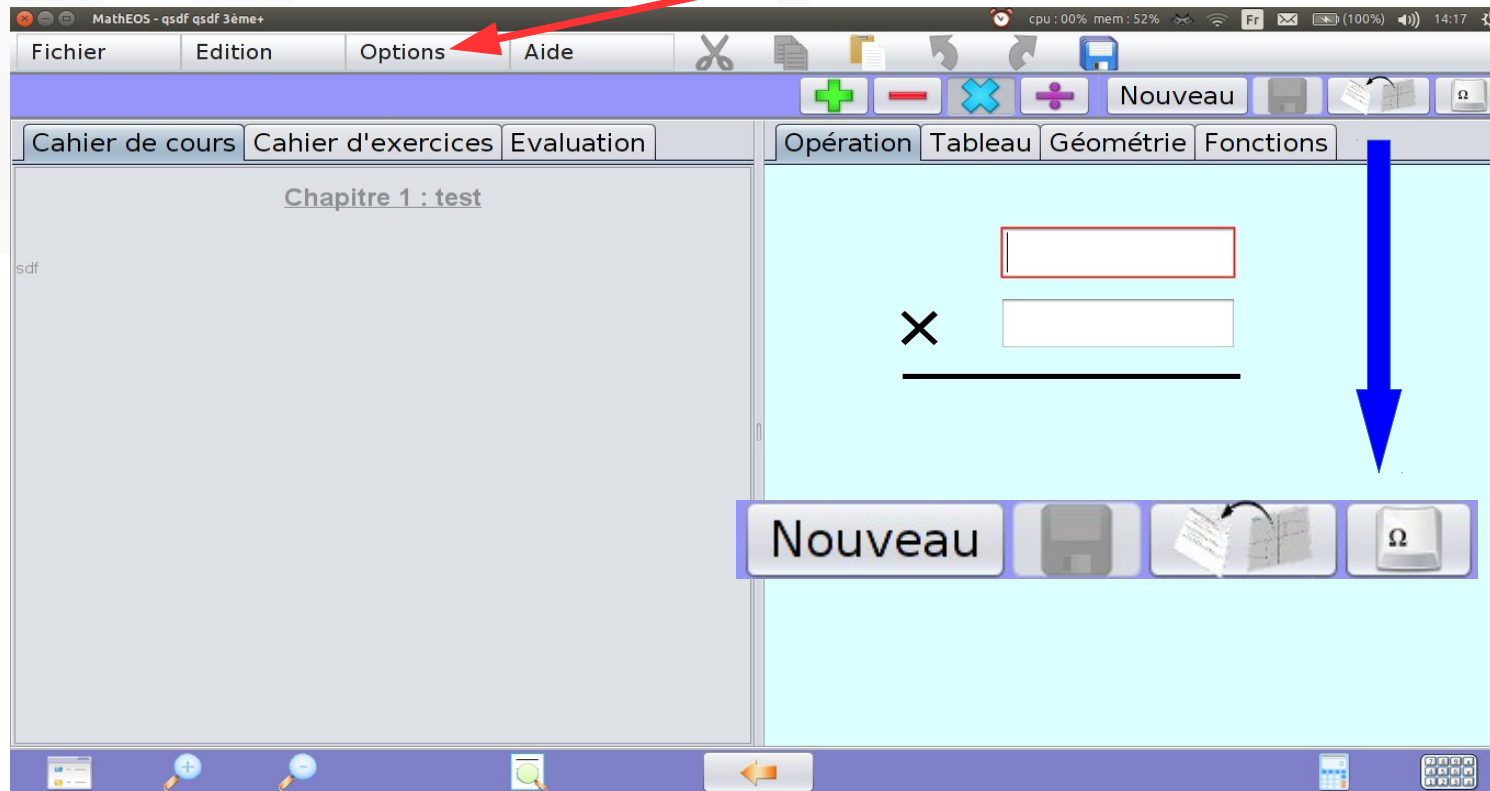 MathEOS - qsdf qsdf 3ème+
cpu : 00% mem : 52% Fr (100%) 14:17
Fichier Edition Options Aide
Nouveau Ω
Cahier de cours Cahier d'exercices Evaluation
Opération Tableau Géométrie Fonctions
Chapitre 1 : test
sdf
×
Nouveau Ω